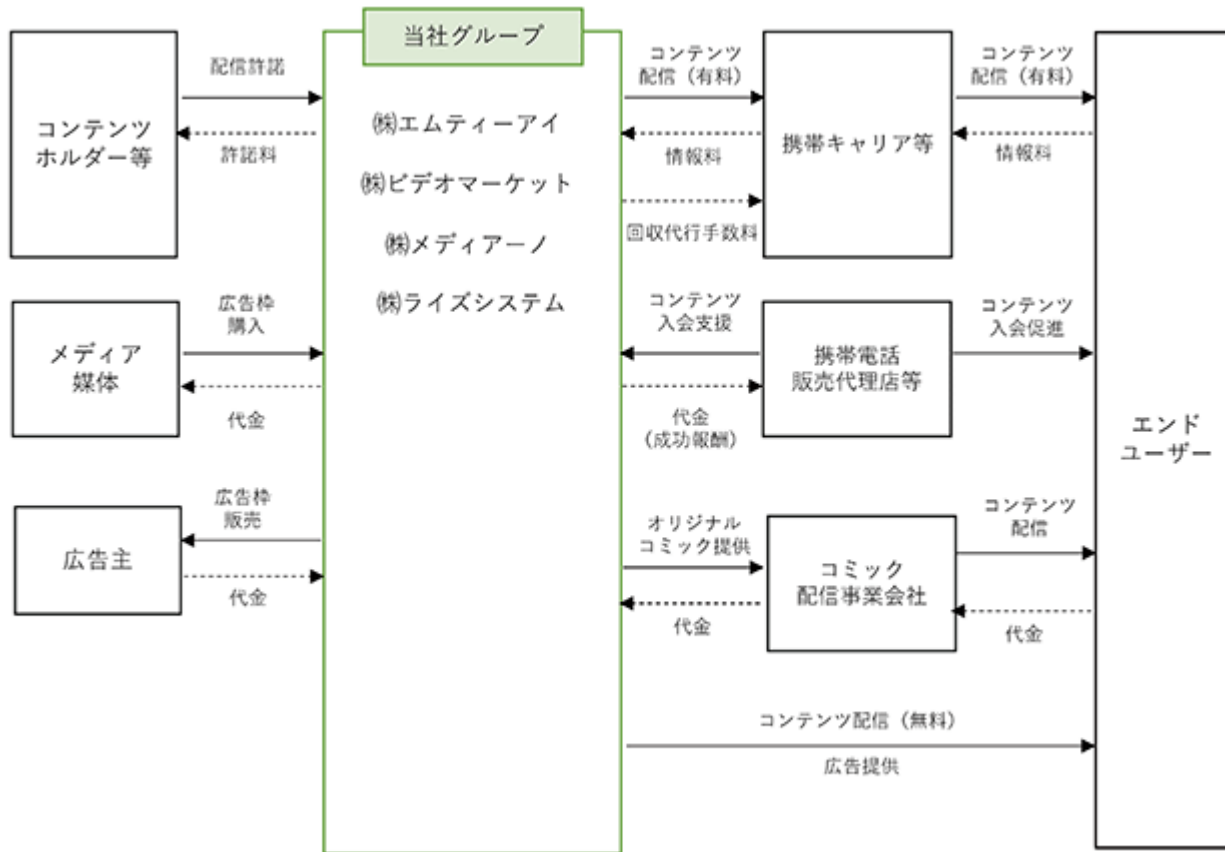 当社グループ
㈱エムティーアイ
㈱ビデオマーケット
㈱メディアーノ
㈱ライズシステム
コンテンツ
ホルダー等
配信許諾
許諾料
メディア
媒体
広告枠
購入
代金
広告主
広告枠
販売
代金
コンテンツ
配信（有料）
情報料
回収代行手数料
携帯キャリア等
コンテンツ
配信（有料）
情報料
コンテンツ
入会支援
代金
（成功報酬）
携帯電話
販売代理店等
コンテンツ
入会促進
オリジナル
コミック提供
代金
コミック
配信事業会社
コンテンツ
配信
代金
コンテンツ配信（無料）
広告提供
エンド
ユーザー